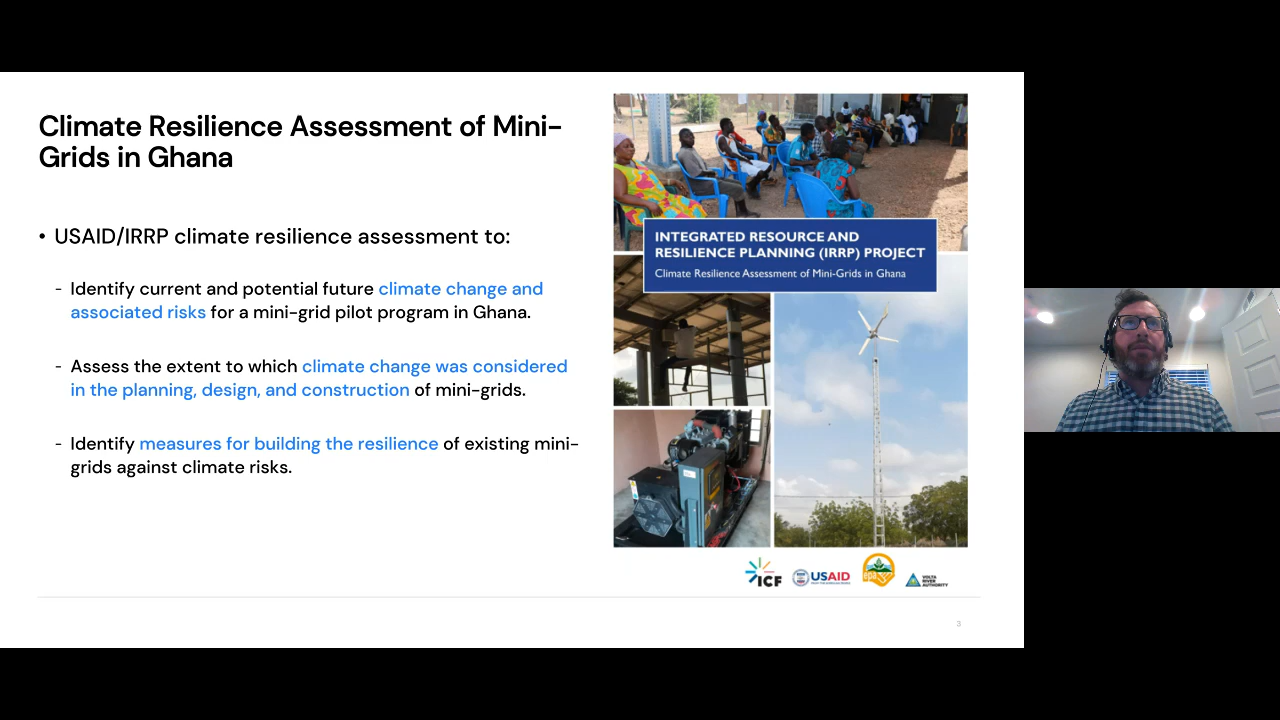 Climate Resilience Assessment of Mini-
Grids in Ghana
• USAID/IRRP climate resilience assessment to:
- Identify current and potential future climate change and
associated risks for a mini-grid pilot program in Ghana.
- Assess the extent to which climate change was considered
in the planning, design, and construction of mini-grids.
- Identify measures for building the resilience of existing mini-
grids against climate risks.
INTEGRATED RESOURCE AND
RESILIENCE PLANNING (IRRP) PROJECT
Climate Resilience Assessment of Mini-Grids in Ghana
ICF
USAID
epa
VOLTA
RIVER
AUTHORITY
3